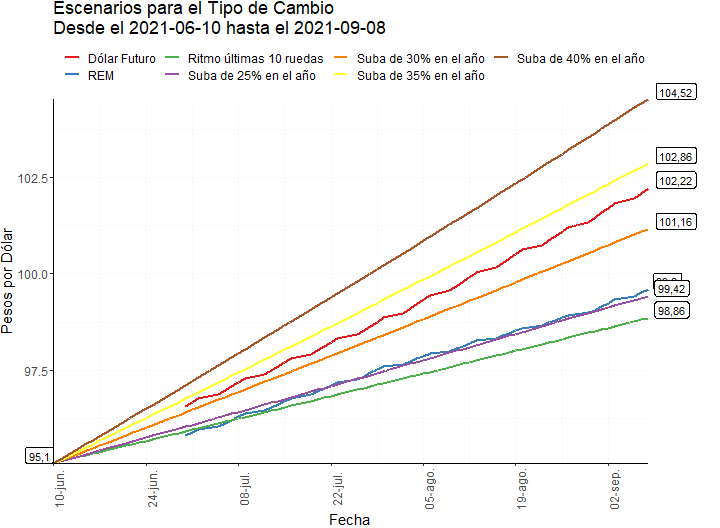 Escenarios para el Tipo de Cambio
Desde el 2021-06-10 hasta el 2021-09-08
Dólar Futuro
Ritmo últimas 10 ruedas
Suba de 30% en el año
Suba de 40% en el año
REM
Suba de 25% en el año
Suba de 35% en el año
104,52
102,86
102,22
101,16
99,42
98,86
95,1
102.5
100.0
97.5
Pesos por Dólar
10-jun.
24-jun.
08-jul.
22-jul.
05-ago.
19-ago.
02-sep.
Fecha